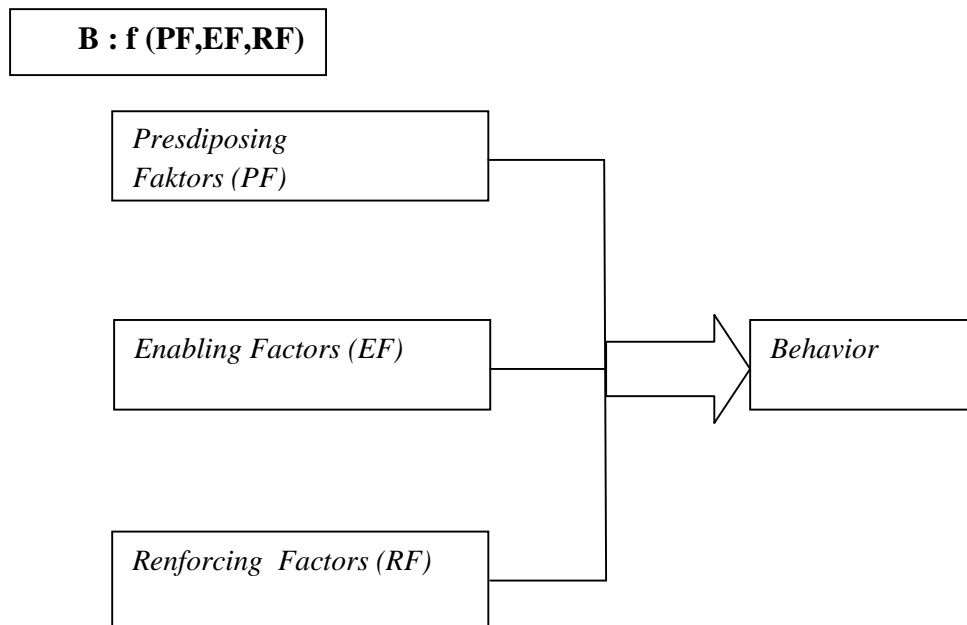 B : f (PF,EF,RF)
Presdiposing
Faktors (PF)
Enabling Factors (EF)
Behavior
Renforcing Factors (RF)